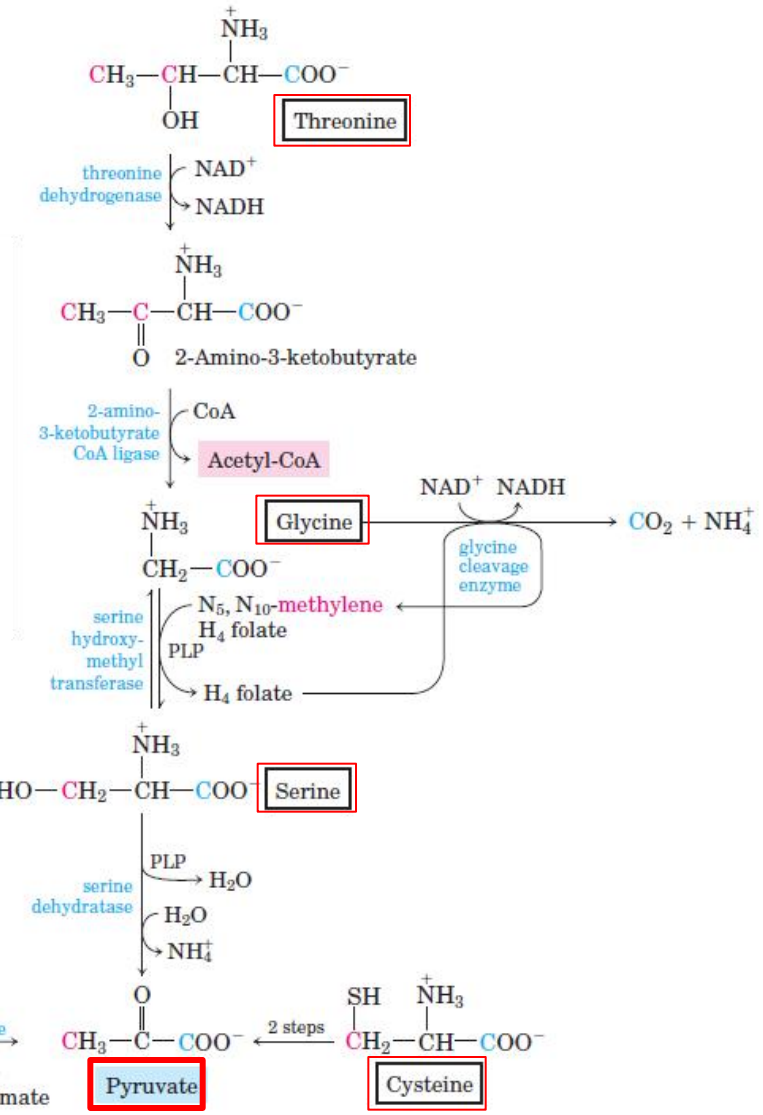 +
NH3
CH3—CH—CH—COO−
OH
Threonine
threonine
dehydrogenase
NAD+
NADH
+
NH3
CH3—C—CH—COO−
O
2-Amino-3-ketobutyrate
2-amino-
3-ketobutyrate
CoA ligase
CoA
Acetyl-CoA
+
NH3
CH2—COO−
Glycine
NAD+ NADH
CO2 + NH4+
glycine
cleavage
enzyme
serine
hydroxy-
methyl
transferase
N5, N10-methylene
H4 folate
PLP
H4 folate
+
NH3
HO—CH2—CH—COO−
Serine
serine
dehydratase
PLP
H2O
H2O
NH4+
O
CH3—C—COO−
Pyruvate
2 steps
SH
+
NH3
CH2—CH—COO−
Cysteine
e
mate